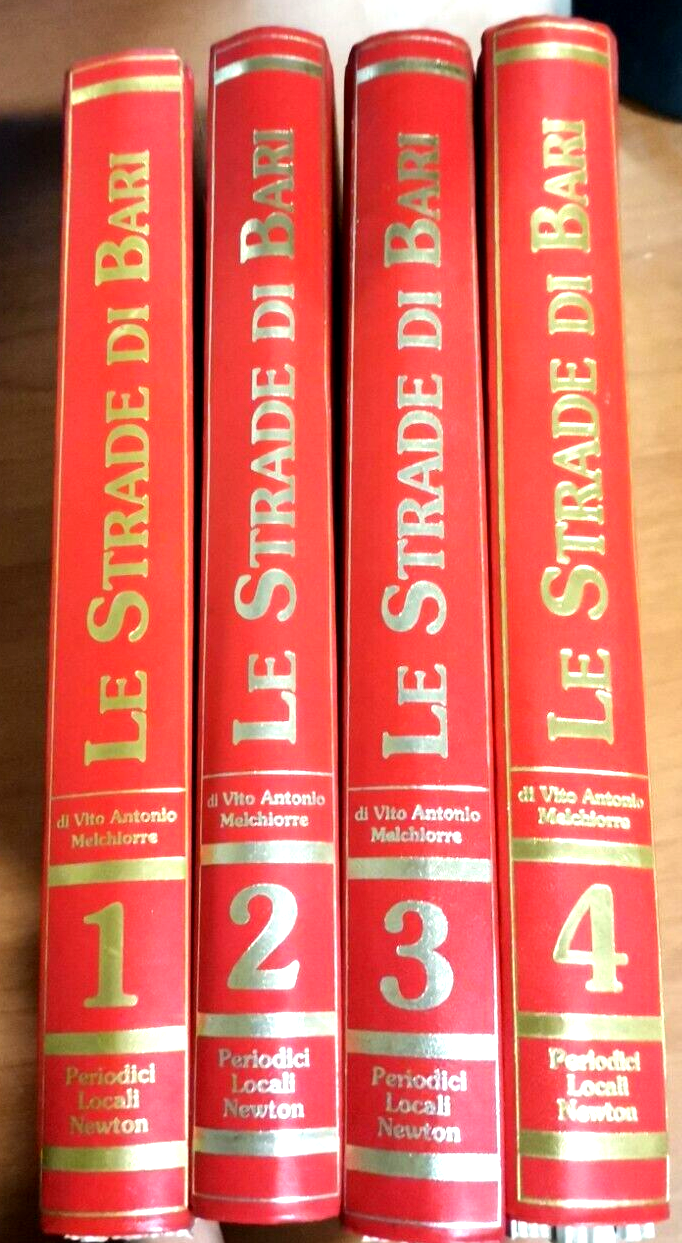 LE STRADE DI BARI
di Vito Antonio
Melchiorre
1
Periodici
Locali
Newton
LE STRADE DI BARI
di Vito Antonio
Melchiorre
2
Periodici
Locali
Newton
LE STRADE DI BARI
di Vito Antonio
Melchiorre
3
Periodici
Locali
Newton
LE STRADE DI BARI
di Vito Antonio
Melchiorre
4
Periodici
Locali
Newton